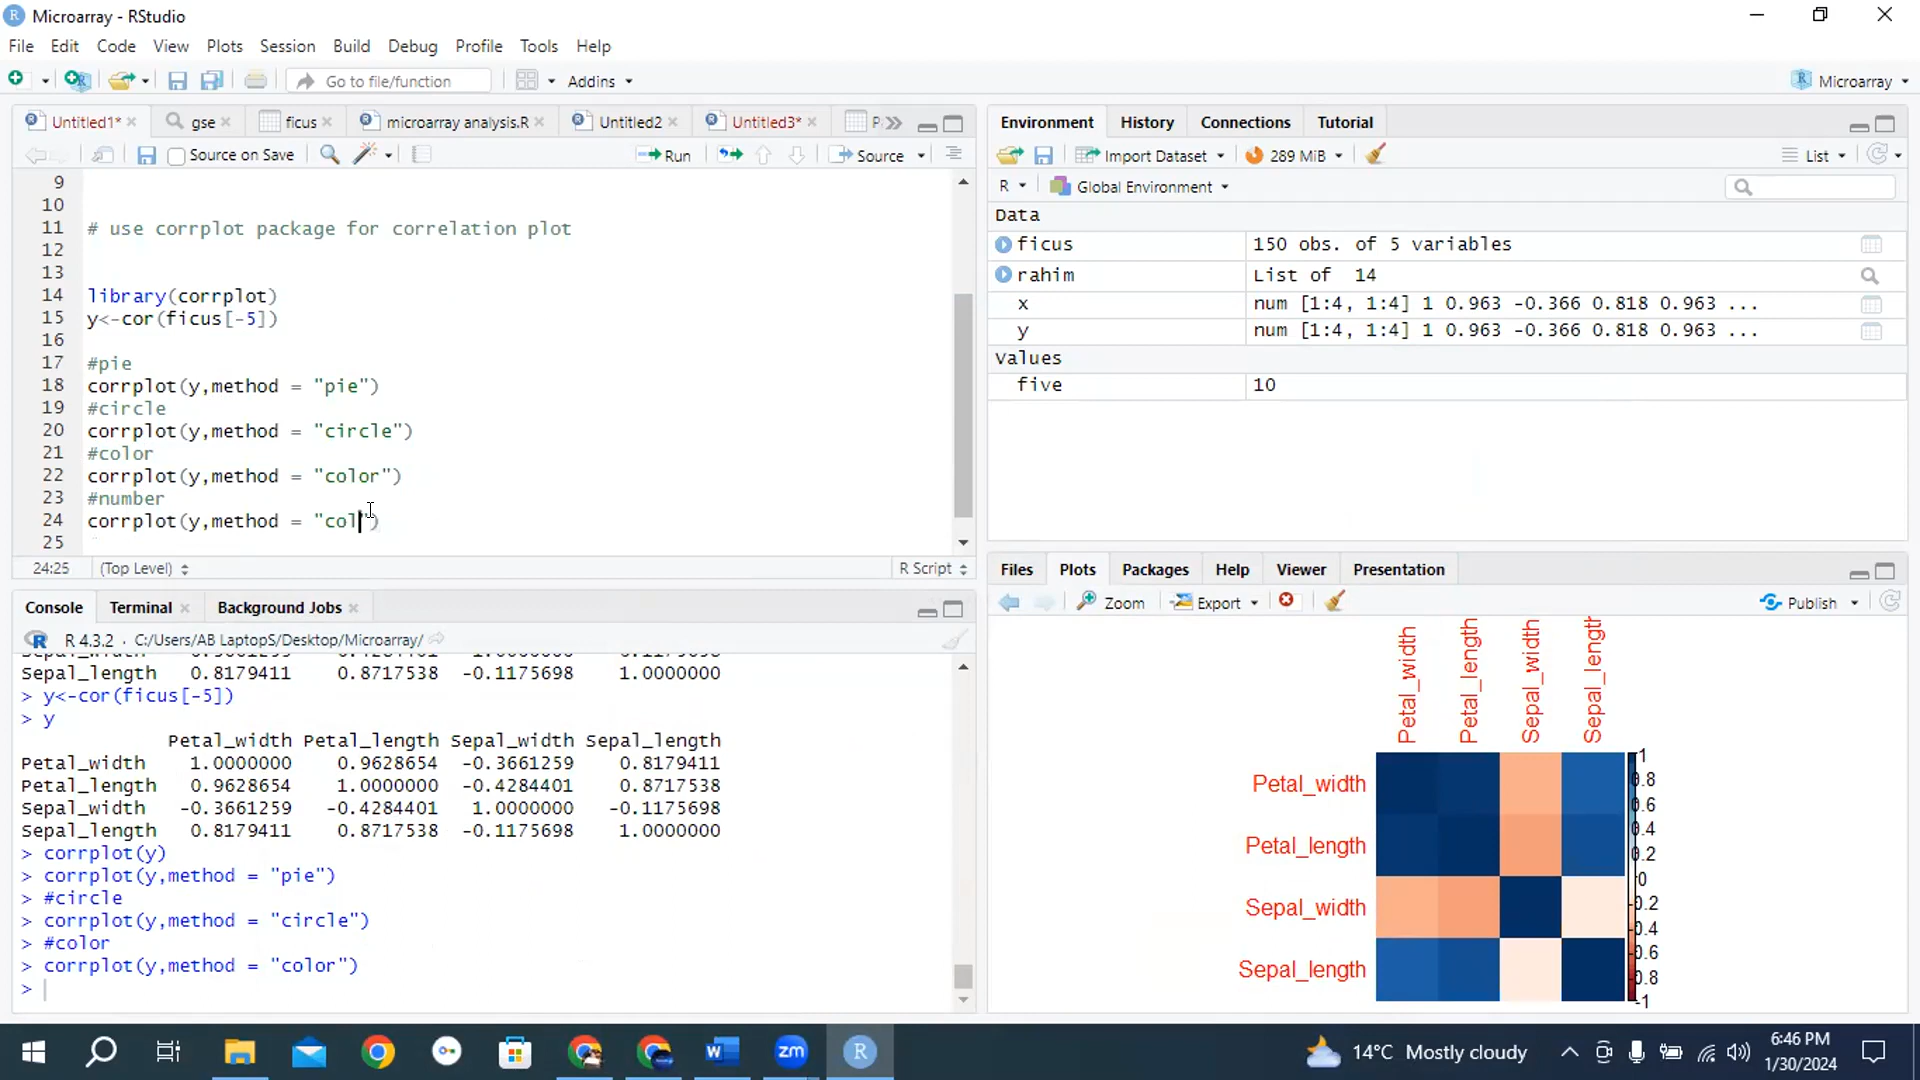 Microarray - RStudio
File Edit Code View Plots Session Build Debug Profile Tools Help
Go to file/function
Addins
Microarray
Untitled1*
gse
ficus
microarray analysis.R
Untitled2
Untitled3*
Source on Save
Run
Source
9
10
11 # use corrplot package for correlation plot
12
13
14 library(corrplot)
15 y<-cor(ficus[-5])
16
17 #pie
18 corrplot(y,method = "pie")
19 #circle
20 corrplot(y,method = "circle")
21 #color
22 corrplot(y,method = "color")
23 #number
24 corrplot(y,method = "col")
25
24:25 (Top Level) R Script
Console Terminal Background Jobs
R 4.3.2 · C:/Users/AB LaptopS/Desktop/Microarray/
Sepal_length 0.8179411 0.8717538 -0.1175698 1.0000000
> y<-cor(ficus[-5])
> y
Petal_width Petal_length Sepal_width Sepal_length
Petal_width 1.0000000 0.9628654 -0.3661259 0.8179411
Petal_length 0.9628654 1.0000000 -0.4284401 0.8717538
Sepal_width -0.3661259 -0.4284401 1.0000000 -0.1175698
Sepal_length 0.8179411 0.8717538 -0.1175698 1.0000000
> corrplot(y)
> corrplot(y,method = "pie")
> #circle
> corrplot(y,method = "circle")
> #color
> corrplot(y,method = "color")
>
Environment History Connections Tutorial
Import Dataset 289 MiB List
R Global Environment
Data
ficus 150 obs. of 5 variables
rahim List of 14
x num [1:4, 1:4] 1 0.963 -0.366 0.818 0.963 ...
y num [1:4, 1:4] 1 0.963 -0.366 0.818 0.963 ...
Values
five 10
Files Plots Packages Help Viewer Presentation
Zoom Export Publish
Petal_width
Petal_length
Sepal_width
Sepal_length
Petal_width
Petal_length
Sepal_width
Sepal_length
1
0.8
0.6
0.4
0.2
0
-0.2
-0.4
-0.6
-0.8
-1
14°C Mostly cloudy
6:46 PM
1/30/2024